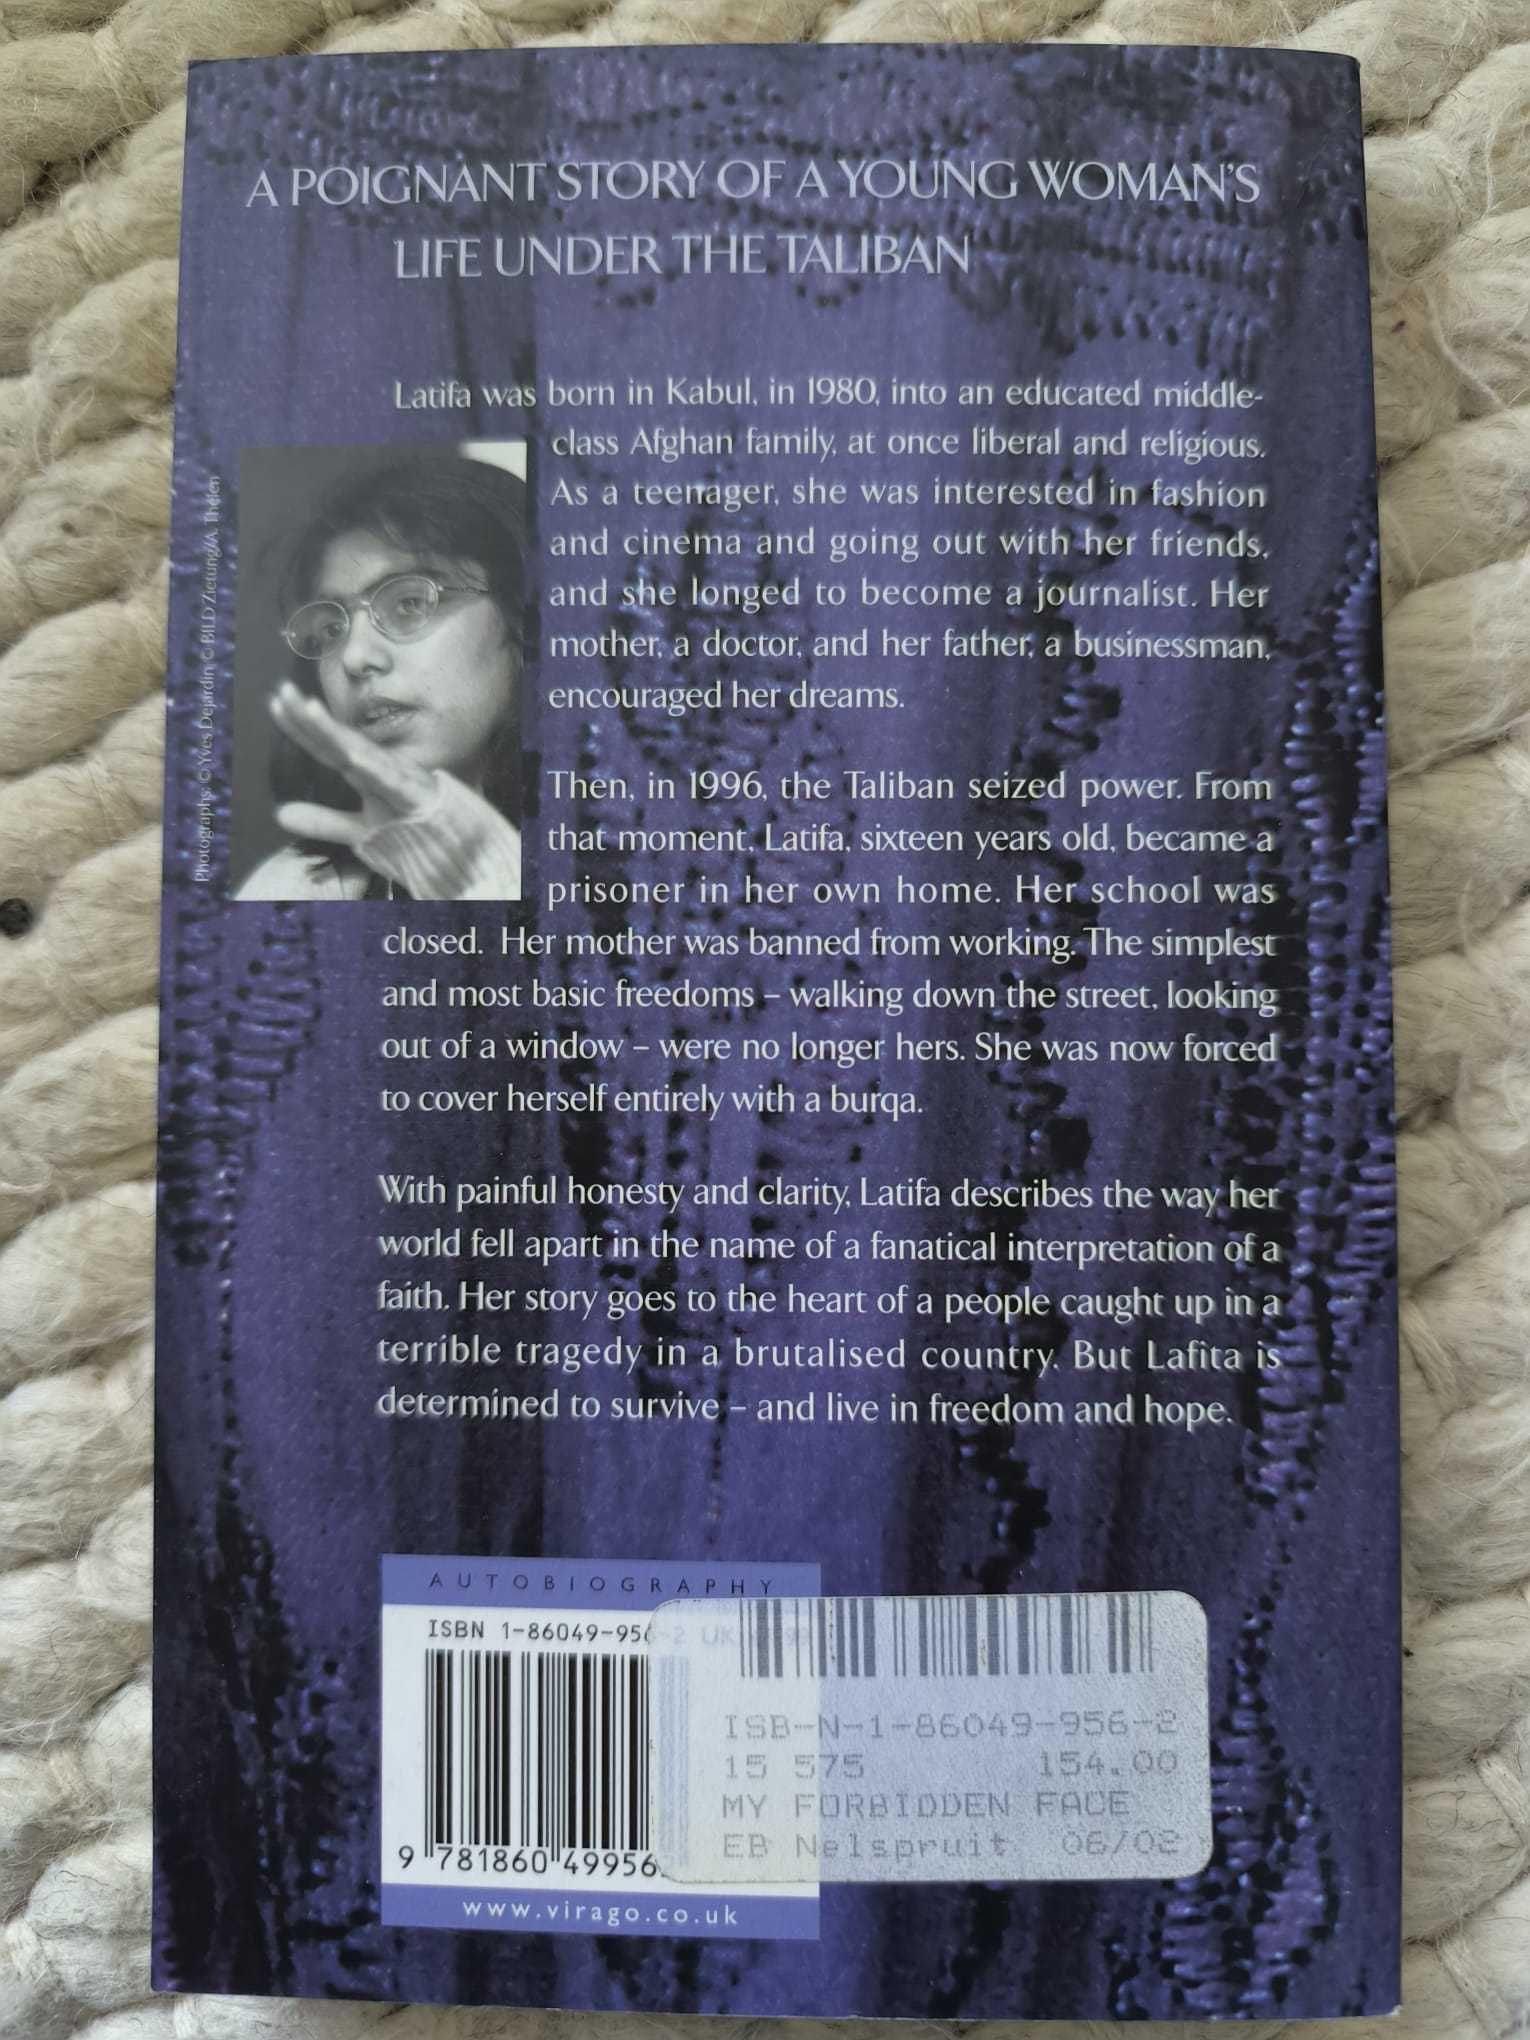 A POIGNANT STORY OF A YOUNG WOMAN'S
LIFE UNDER THE TALIBAN
Latifa was born in Kabul, in 1980, into an educated middle-
class Afghan family, at once liberal and religious.
As a teenager, she was interested in fashion
and cinema and going out with her friends,
and she longed to become a journalist. Her
mother, a doctor, and her father, a businessman,
encouraged her dreams.
Photographs: © Yves Dejardin © BILD Zietung/A. Thelen
Then, in 1996, the Taliban seized power. From
that moment, Latifa, sixteen years old, became a
prisoner in her own home. Her school was
closed. Her mother was banned from working. The simplest
and most basic freedoms – walking down the street, looking
out of a window – were no longer hers. She was now forced
to cover herself entirely with a burqa.
With painful honesty and clarity, Latifa describes the way her
world fell apart in the name of a fanatical interpretation of a
faith. Her story goes to the heart of a people caught up in a
terrible tragedy in a brutalised country. But Lafita is
determined to survive – and live in freedom and hope.
AUTOBIOGRAPHY
ISBN 1-86049-956-2 UK
9 781860 49956
www.virago.co.uk
ISB-N-1-86049-956-2
15 575 154.00
MY FORBIDDEN FACE
EB Nelspruit 06/02